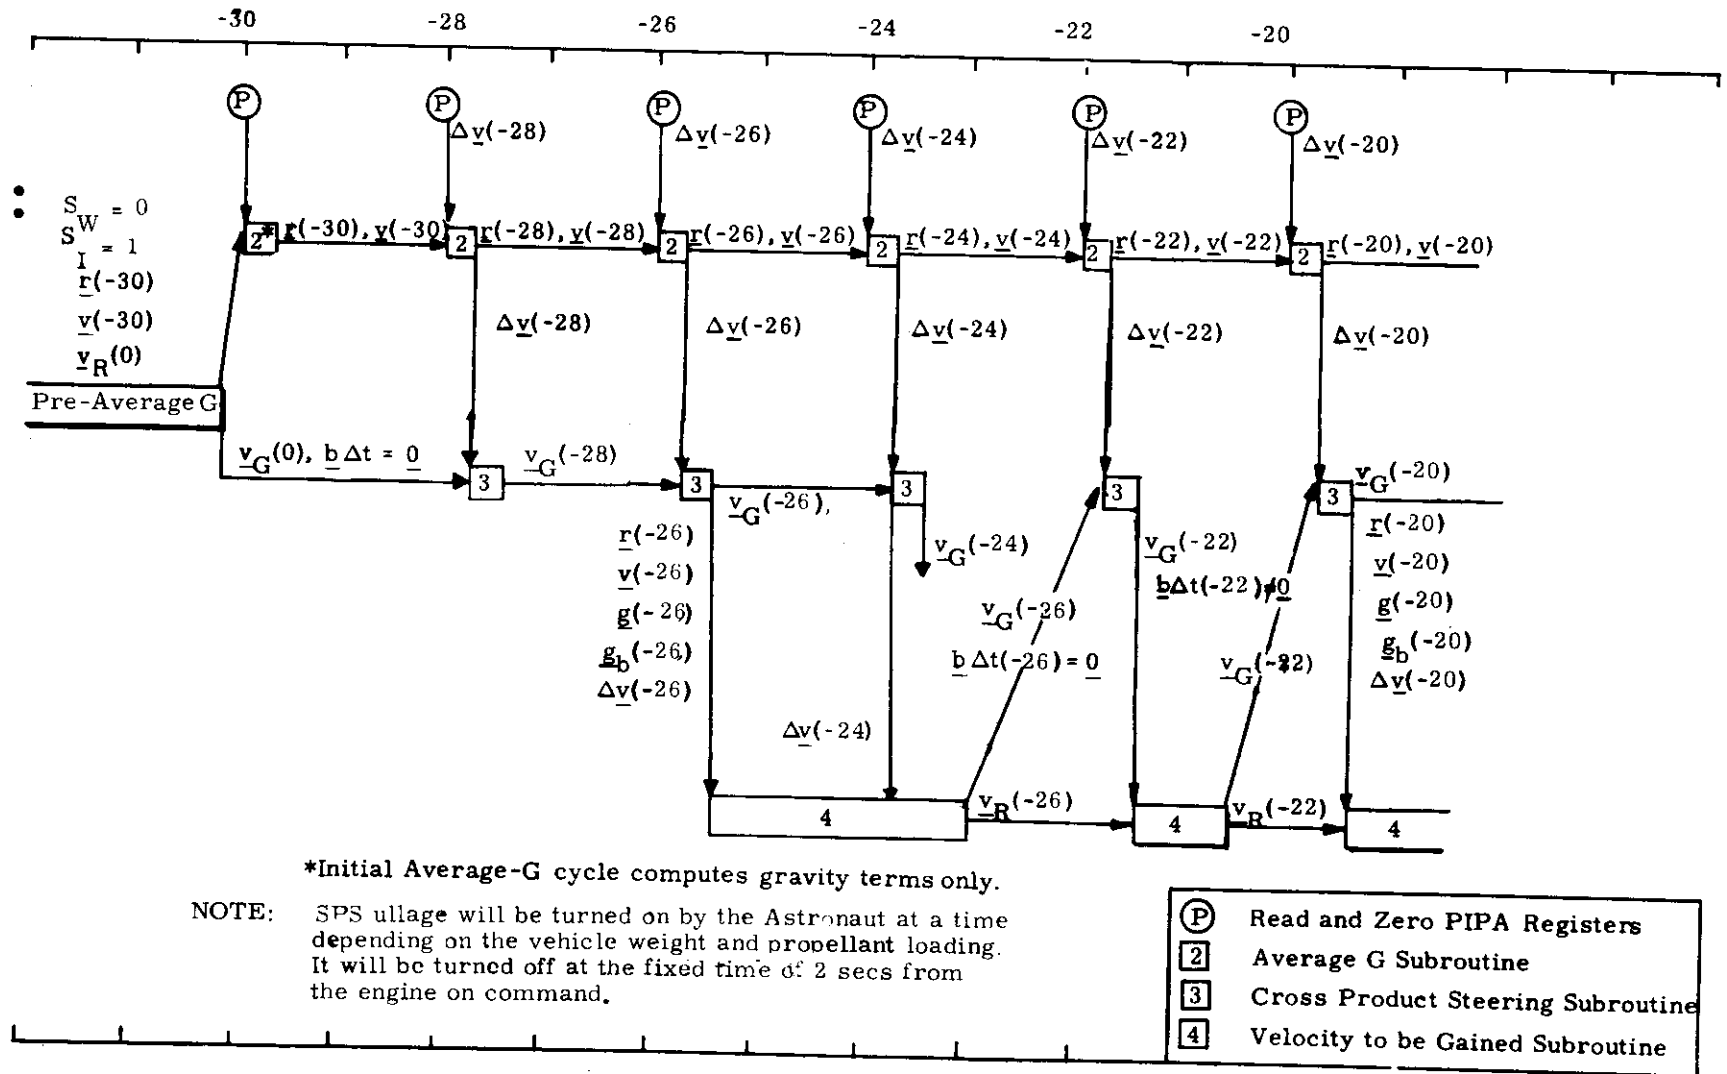 -30 -28 -26 -24 -22 -20
P P P P P P
Δv(-28) Δv(-26) Δv(-24) Δv(-22) Δv(-20)
S_W = 0
S_I = 1
r(-30)
v(-30)
v_R(0)
Pre-Average G
2* r(-30), v(-30) 2 r(-28), v(-28) 2 r(-26), v(-26) 2 r(-24), v(-24) 2 r(-22), v(-22) 2 r(-20), v(-20)
Δv(-28) Δv(-26) Δv(-24) Δv(-22) Δv(-20)
v_G(0), b Δt = 0 3 v_G(-28) 3 v_G(-26), 3 3 3 v_G(-20)
r(-26)
v(-26)
g(-26)
g_b(-26)
Δv(-26)
v_G(-24)
Δv(-24)
v_G(-26)
b Δt(-26) = 0
v_G(-22)
bΔt(-22)≠0
v_G(-22)
r(-20)
v(-20)
g(-20)
g_b(-20)
Δv(-20)
4 v_R(-26) 4 v_R(-22) 4
*Initial Average-G cycle computes gravity terms only.
NOTE: SPS ullage will be turned on by the Astronaut at a time
depending on the vehicle weight and propellant loading.
It will be turned off at the fixed time of 2 secs from
the engine on command.
P Read and Zero PIPA Registers
2 Average G Subroutine
3 Cross Product Steering Subroutine
4 Velocity to be Gained Subroutine